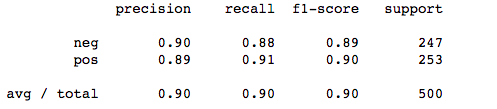 precision recall f1-score support
neg 0.90 0.88 0.89 247
pos 0.89 0.91 0.90 253
avg / total 0.90 0.90 0.90 500